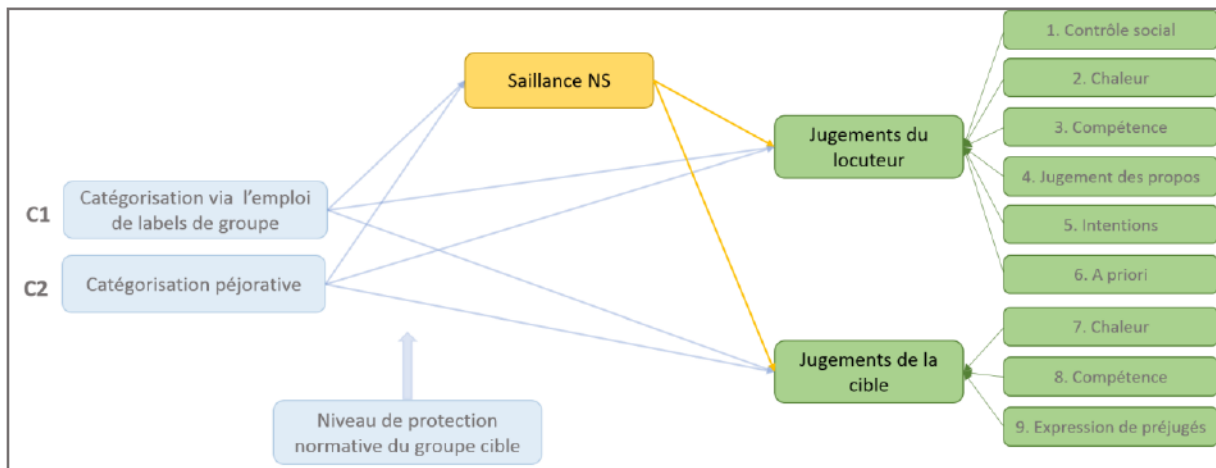 Saillance NS
C1
Catégorisation via l'emploi
de labels de groupe
C2
Catégorisation péjorative
Niveau de protection
normative du groupe cible
Jugements du
locuteur
Jugements de la
cible
1. Contrôle social
2. Chaleur
3. Compétence
4. Jugement des propos
5. Intentions
6. A priori
7. Chaleur
8. Compétence
9. Expression de préjugés